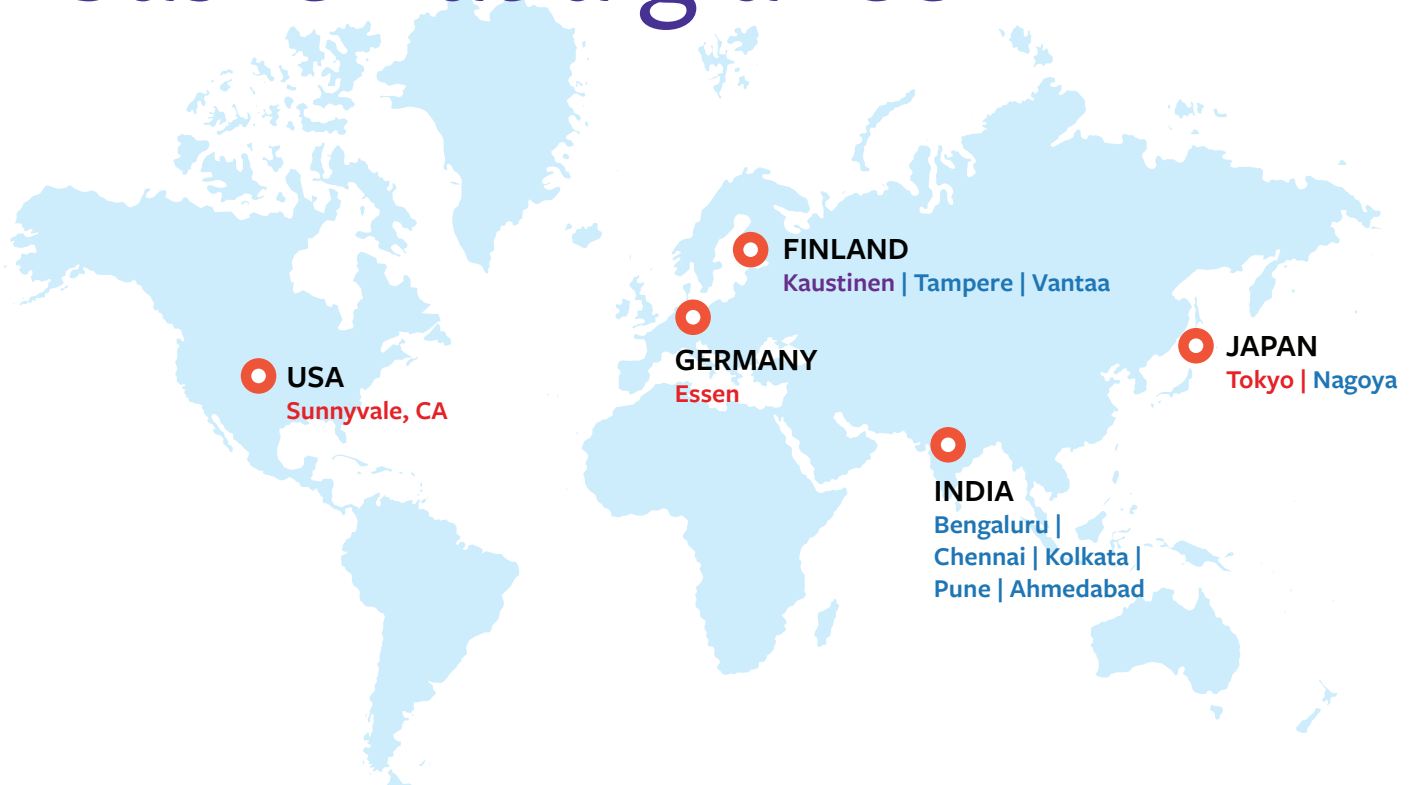 FINLAND
Kaustinen | Tampere | Vantaa
GERMANY
Essen
USA
Sunnyvale, CA
JAPAN
Tokyo | Nagoya
INDIA
Bengaluru |
Chennai | Kolkata |
Pune | Ahmedabad